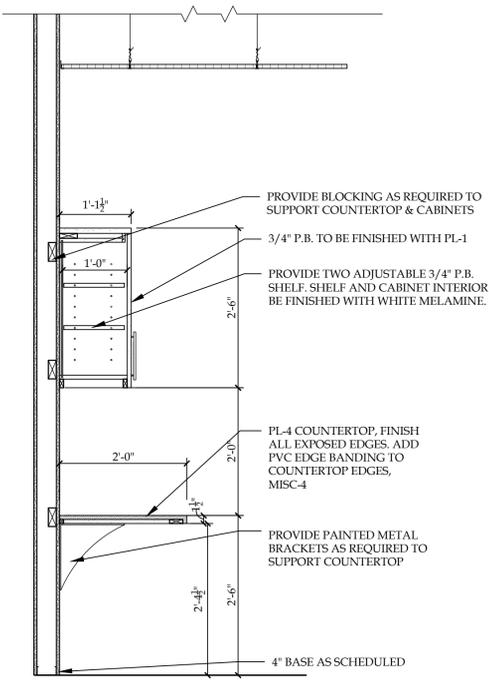 PROVIDE BLOCKING AS REQUIRED TO
SUPPORT COUNTERTOP & CABINETS
1'-1½"
3/4" P.B. TO BE FINISHED WITH PL-1
1'-0"
PROVIDE TWO ADJUSTABLE 3/4" P.B.
SHELF. SHELF AND CABINET INTERIOR
BE FINISHED WITH WHITE MELAMINE.
2'-6"
PL-4 COUNTERTOP, FINISH
ALL EXPOSED EDGES. ADD
PVC EDGE BANDING TO
COUNTERTOP EDGES,
MISC-4
2'-0"
2'-0"
1½"
PROVIDE PAINTED METAL
BRACKETS AS REQUIRED TO
SUPPORT COUNTERTOP
2'-4½"
2'-6"
4" BASE AS SCHEDULED